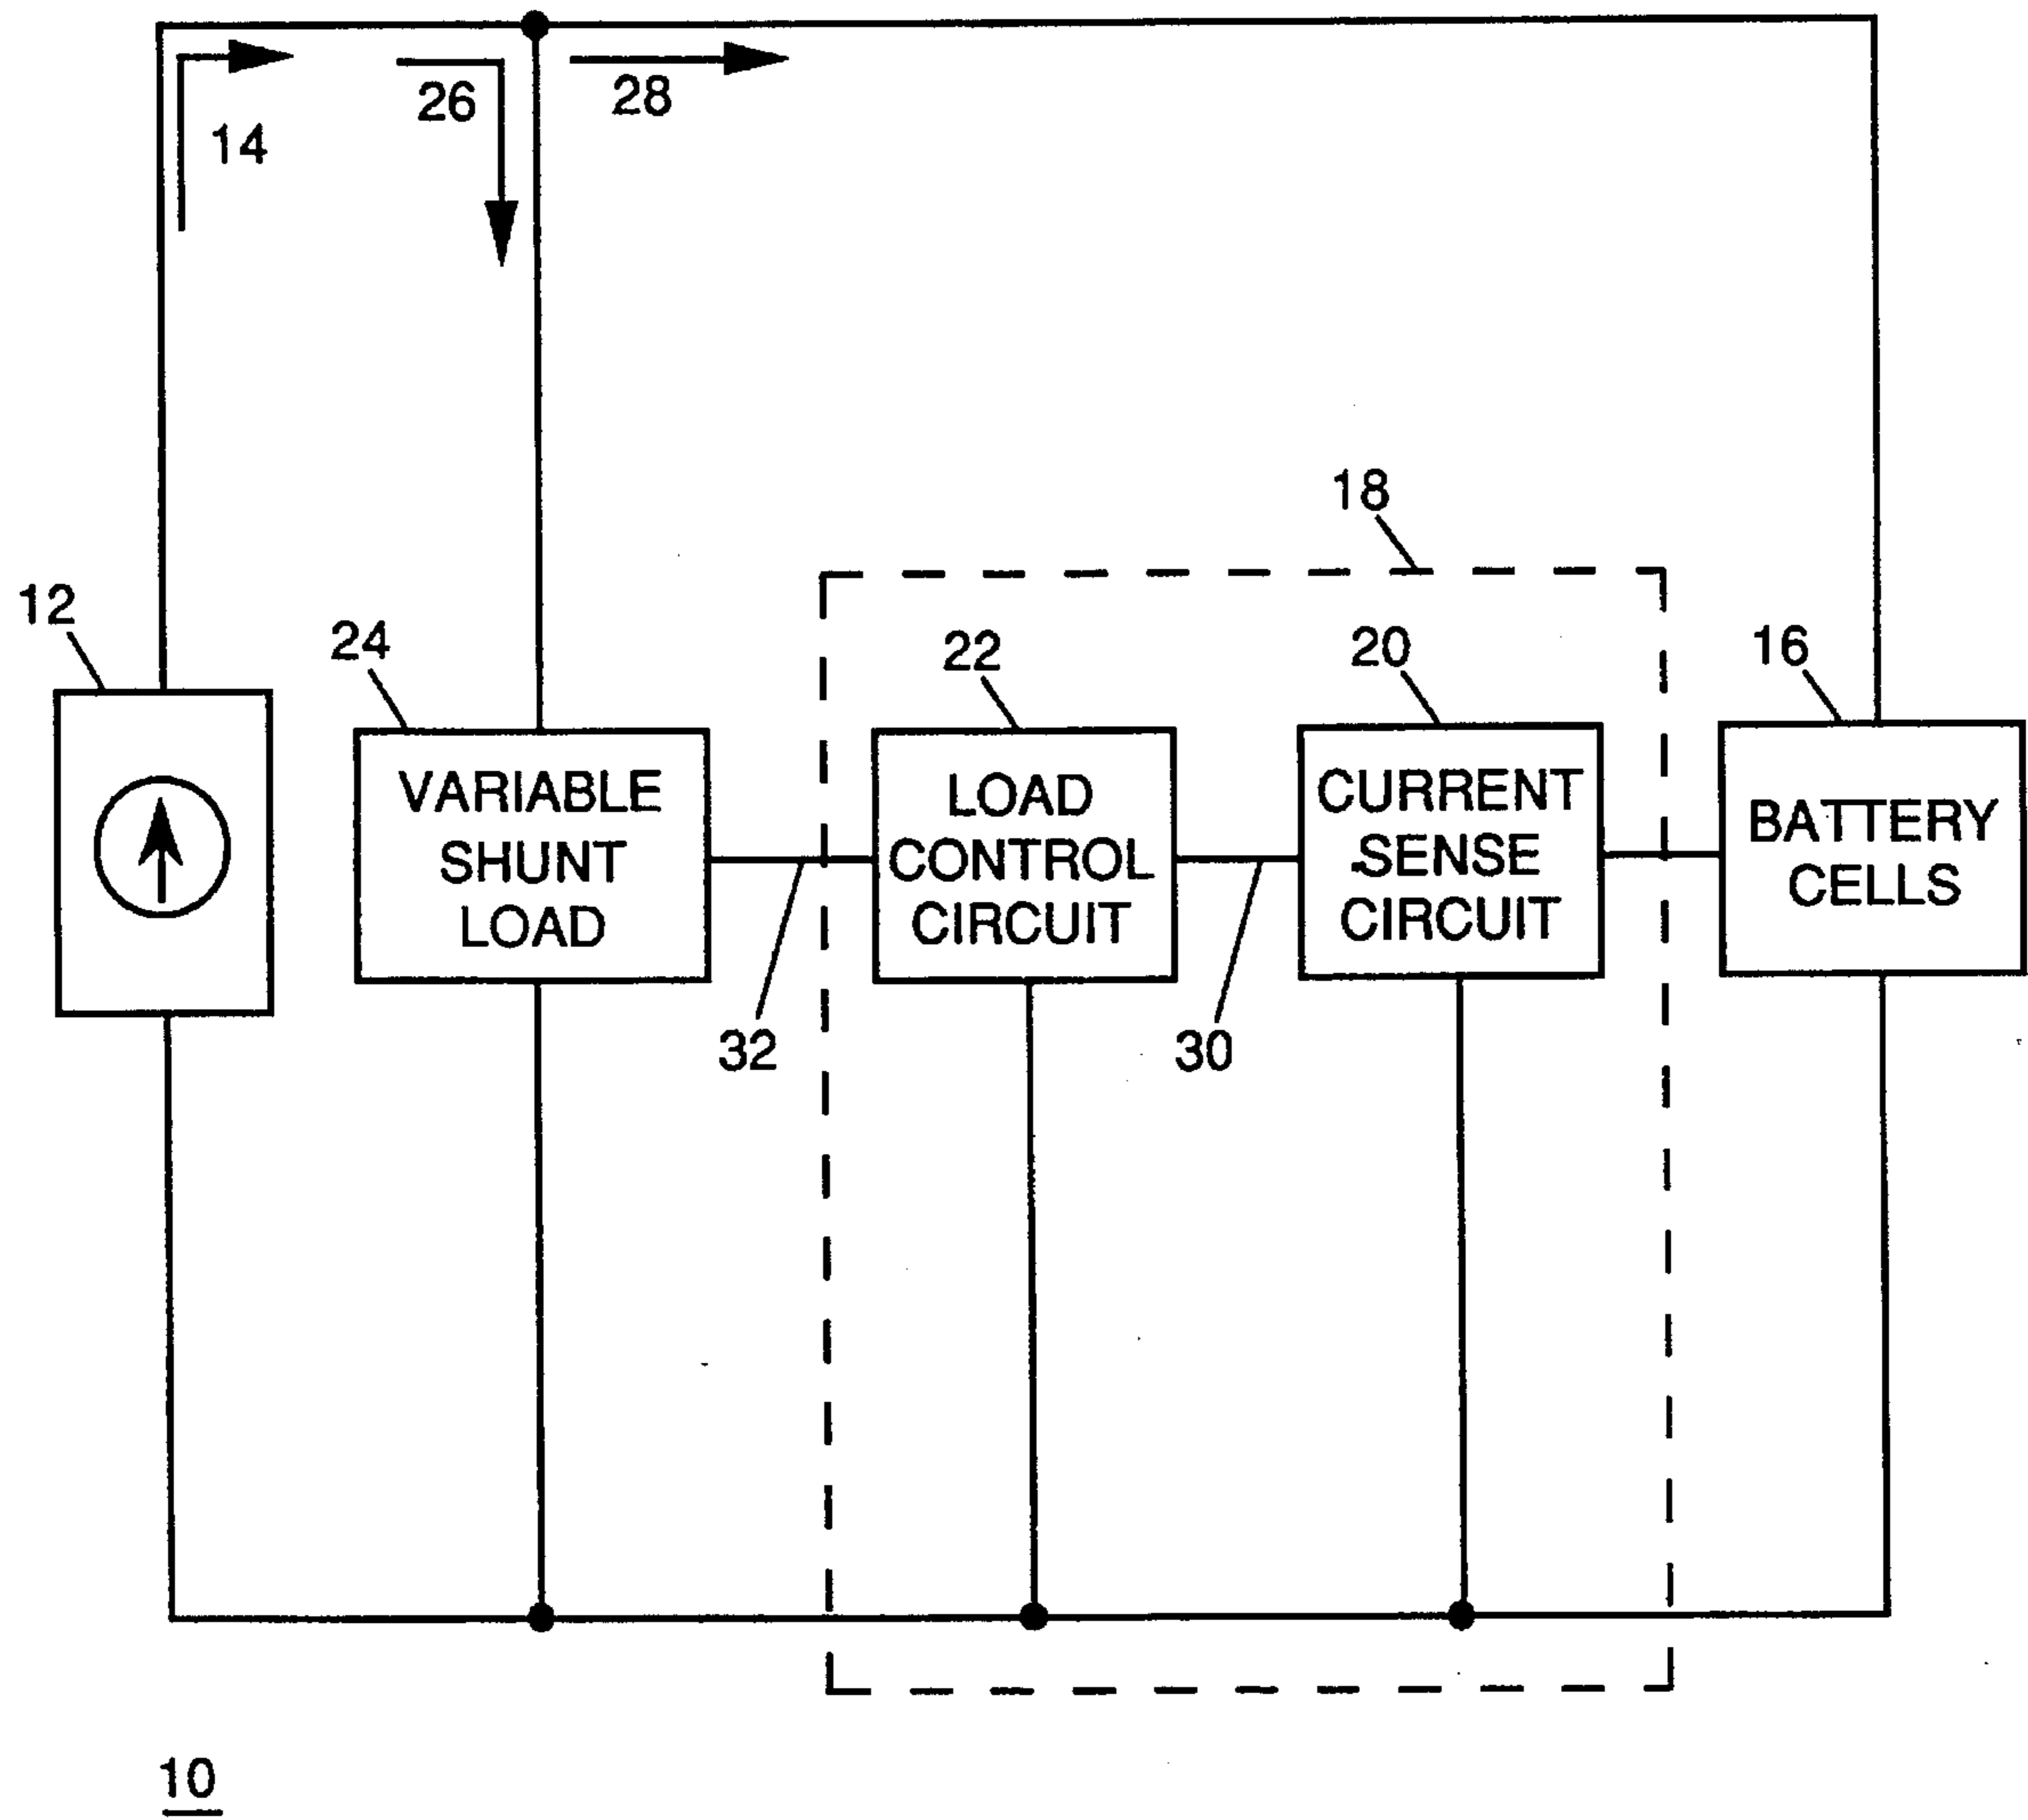 14
26
28
18
12
24
22
20
16
VARIABLE
SHUNT
LOAD
LOAD
CONTROL
CIRCUIT
CURRENT
SENSE
CIRCUIT
BATTERY
CELLS
32
30
10